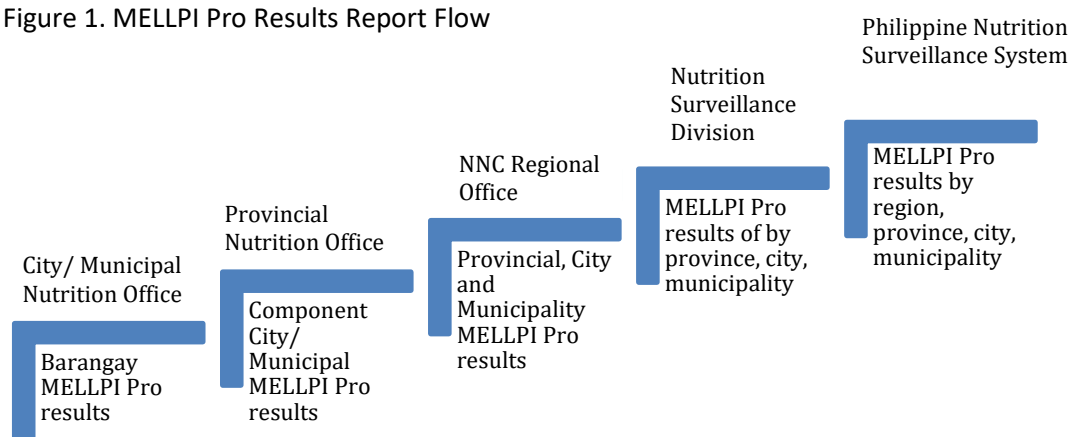 Figure 1. MELLPI Pro Results Report Flow
City/ Municipal
Nutrition Office
Barangay
MELLPI Pro
results
Provincial
Nutrition Office
Component
City/
Municipal
MELLPI Pro
results
NNC Regional
Office
Provincial, City
and
Municipality
MELLPI Pro
results
Nutrition
Surveillance
Division
MELLPI Pro
results of by
province, city,
municipality
Philippine Nutrition
Surveillance System
MELLPI Pro
results by
region,
province, city,
municipality